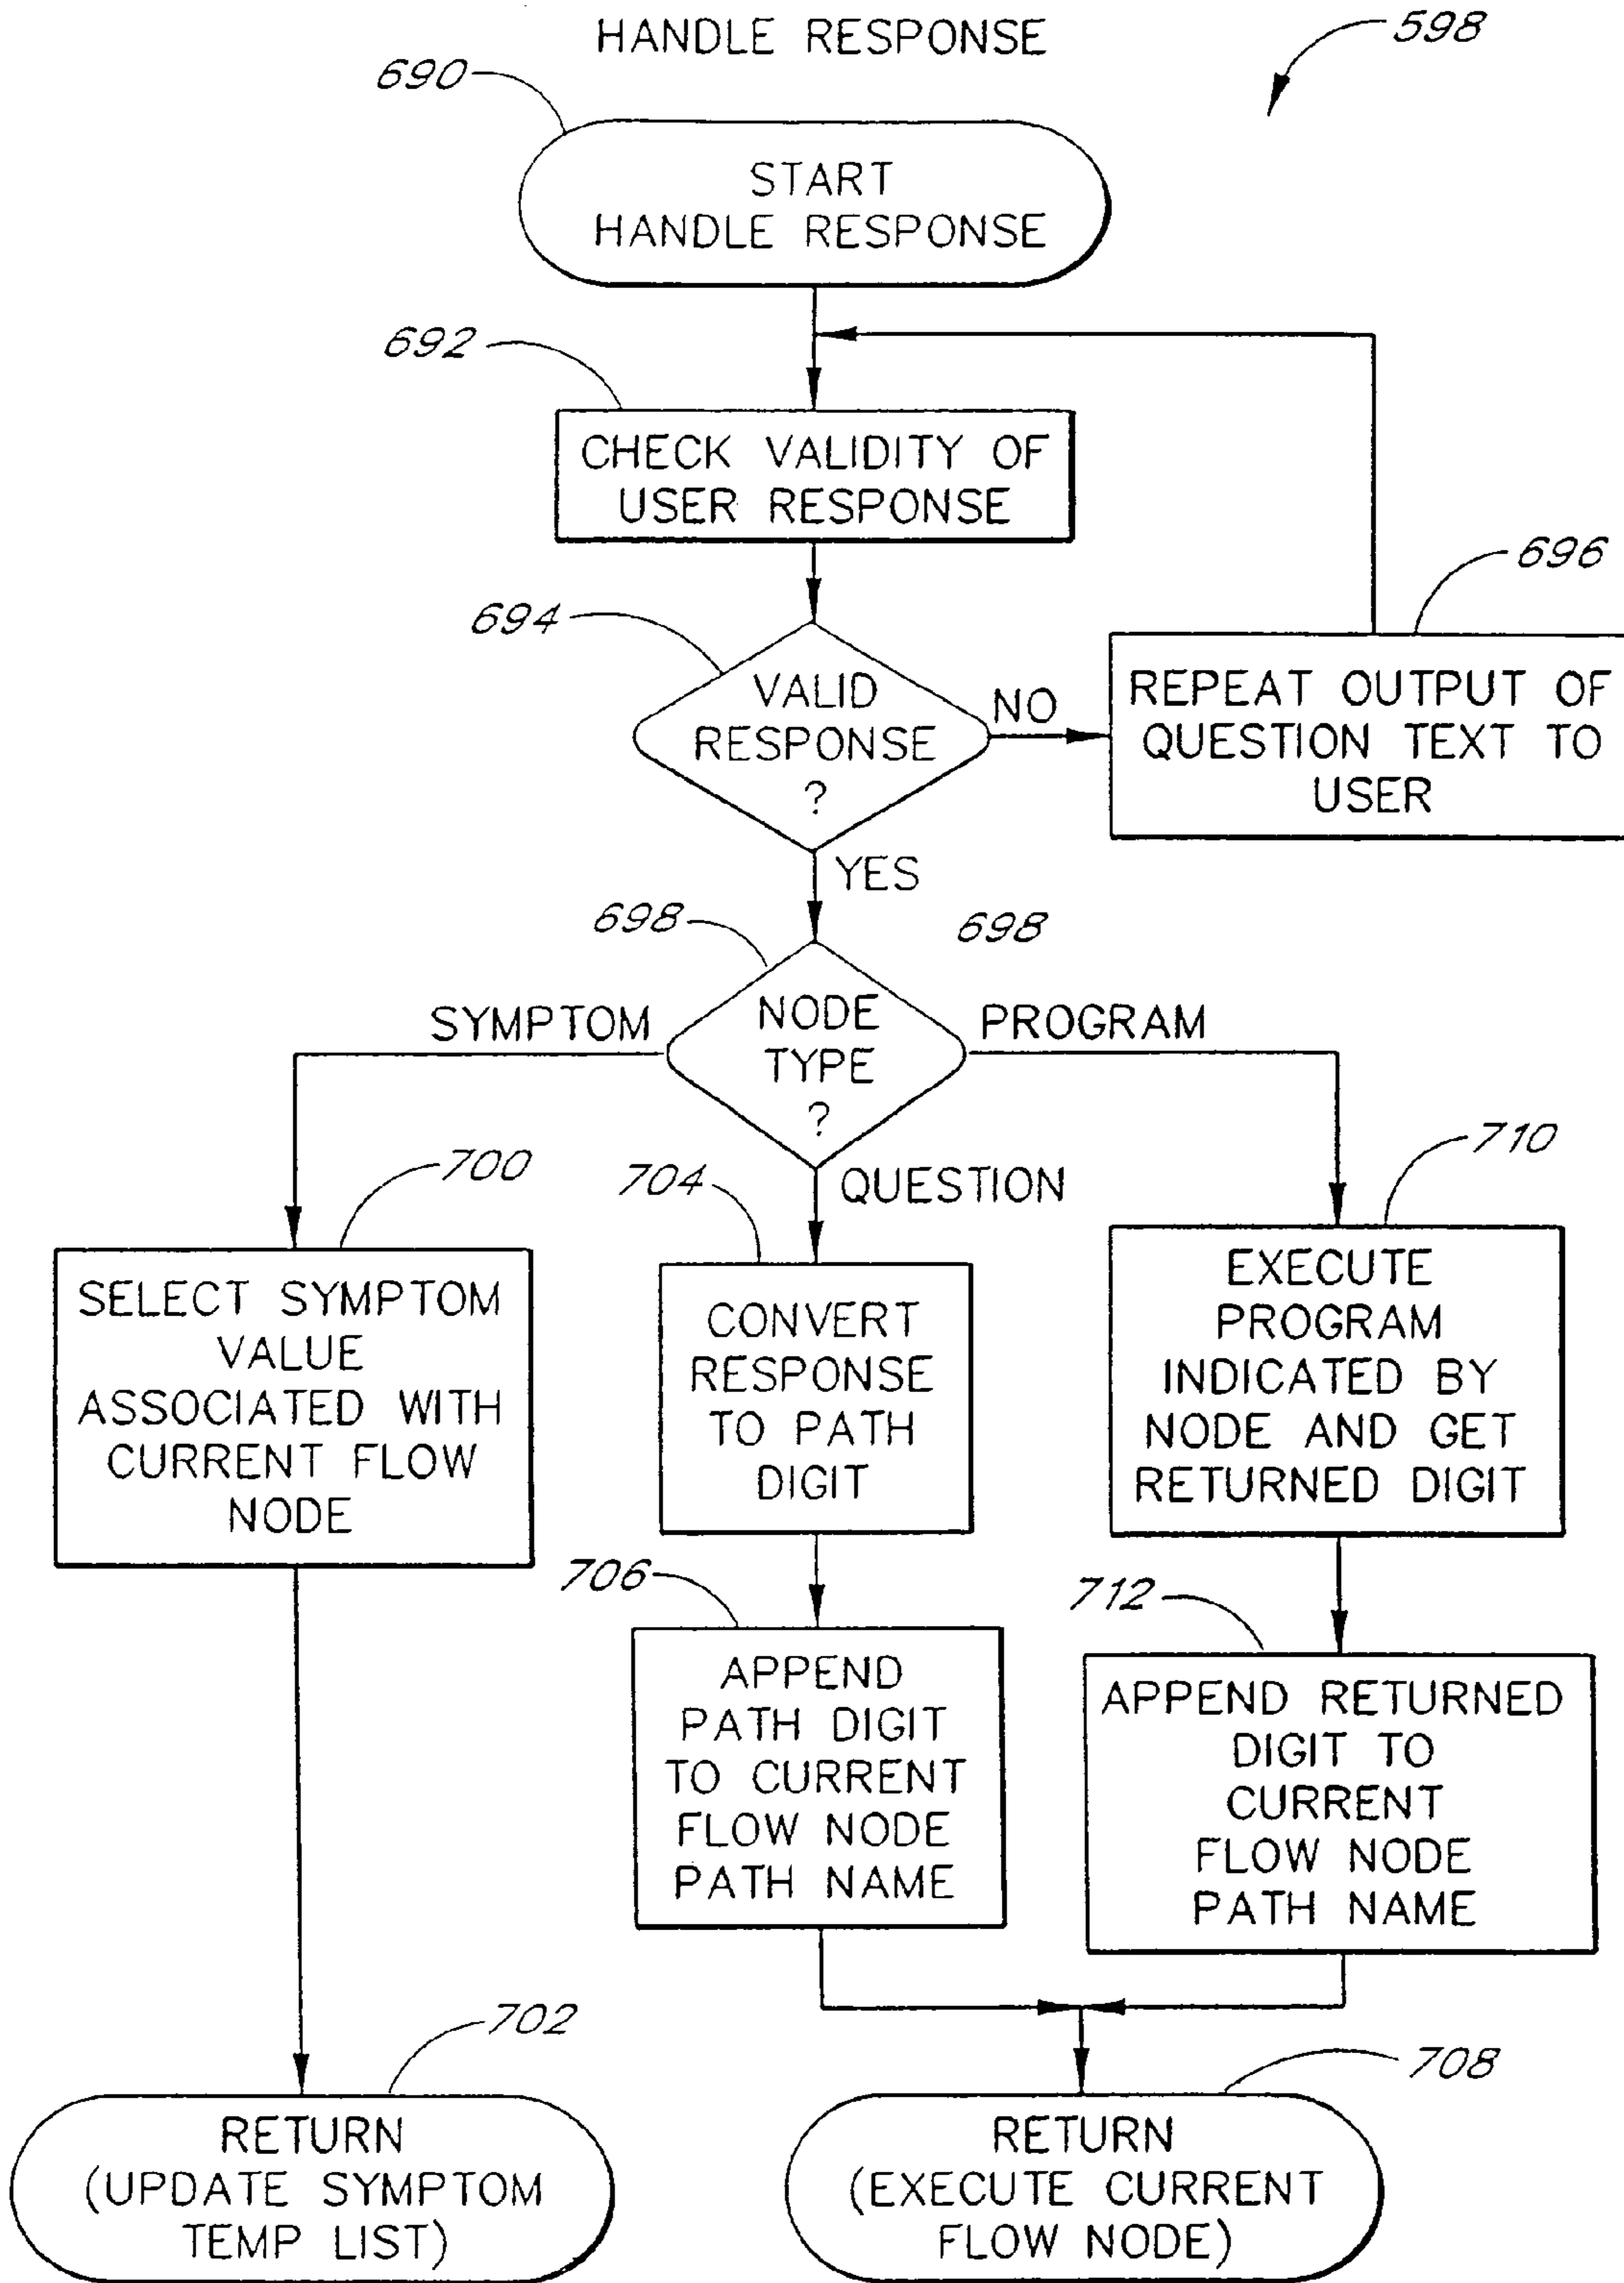 HANDLE RESPONSE
598
690
START
HANDLE RESPONSE
692
CHECK VALIDITY OF
USER RESPONSE
694
VALID
RESPONSE
?
NO
696
REPEAT OUTPUT OF
QUESTION TEXT TO
USER
YES
698
698
NODE
TYPE
?
SYMPTOM
PROGRAM
QUESTION
700
SELECT SYMPTOM
VALUE
ASSOCIATED WITH
CURRENT FLOW
NODE
704
CONVERT
RESPONSE
TO PATH
DIGIT
710
EXECUTE
PROGRAM
INDICATED BY
NODE AND GET
RETURNED DIGIT
706
APPEND
PATH DIGIT
TO CURRENT
FLOW NODE
PATH NAME
712
APPEND RETURNED
DIGIT TO
CURRENT
FLOW NODE
PATH NAME
702
RETURN
(UPDATE SYMPTOM
TEMP LIST)
708
RETURN
(EXECUTE CURRENT
FLOW NODE)